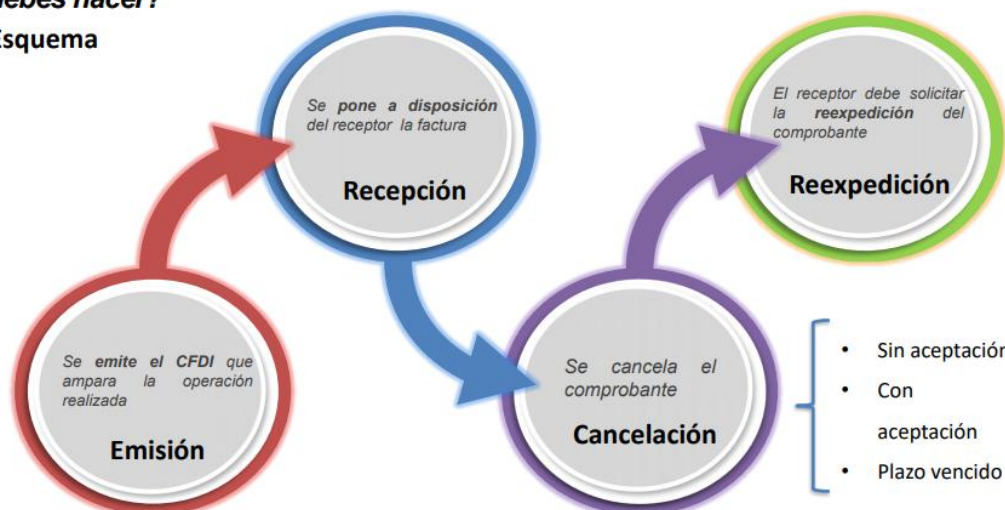 debes hacer?
Esquema
Se pone a disposición
del receptor la factura
Recepción
El receptor debe solicitar
la reexpedición del
comprobante
Reexpedición
Se emite el CFDI que
ampara la operación
realizada
Emisión
Se cancela el
comprobante
Cancelación
• Sin aceptación
• Con
aceptación
• Plazo vencido